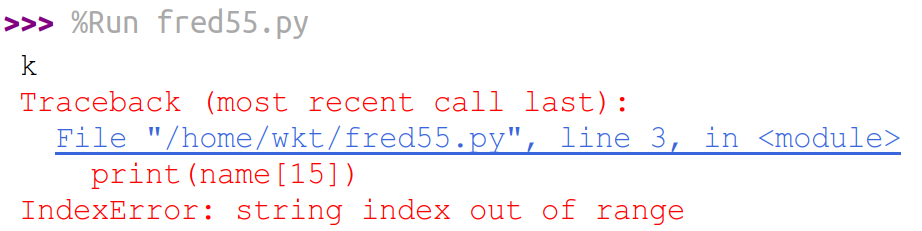 >>> %Run fred55.py
k
Traceback (most recent call last):
File "/home/wkt/fred55.py", line 3, in <module>
print(name[15])
IndexError: string index out of range